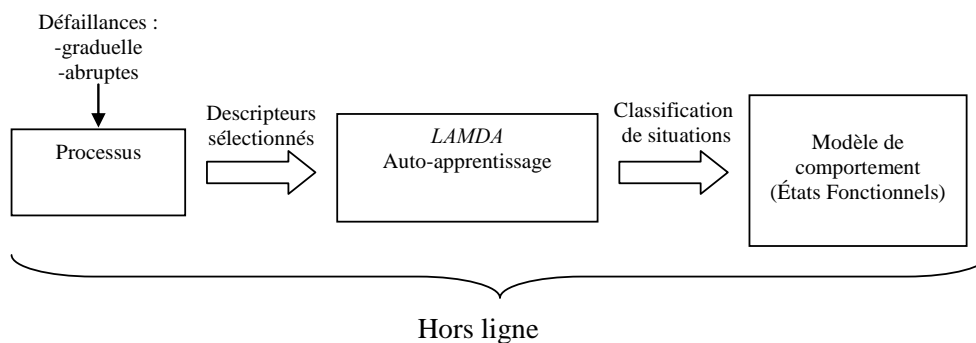 Défaillances :
-graduelle
-abruptes
Processus
Descripteurs
sélectionnés
LAMDA
Auto-apprentissage
Classification
de situations
Modèle de
comportement
(États Fonctionnels)
Hors ligne